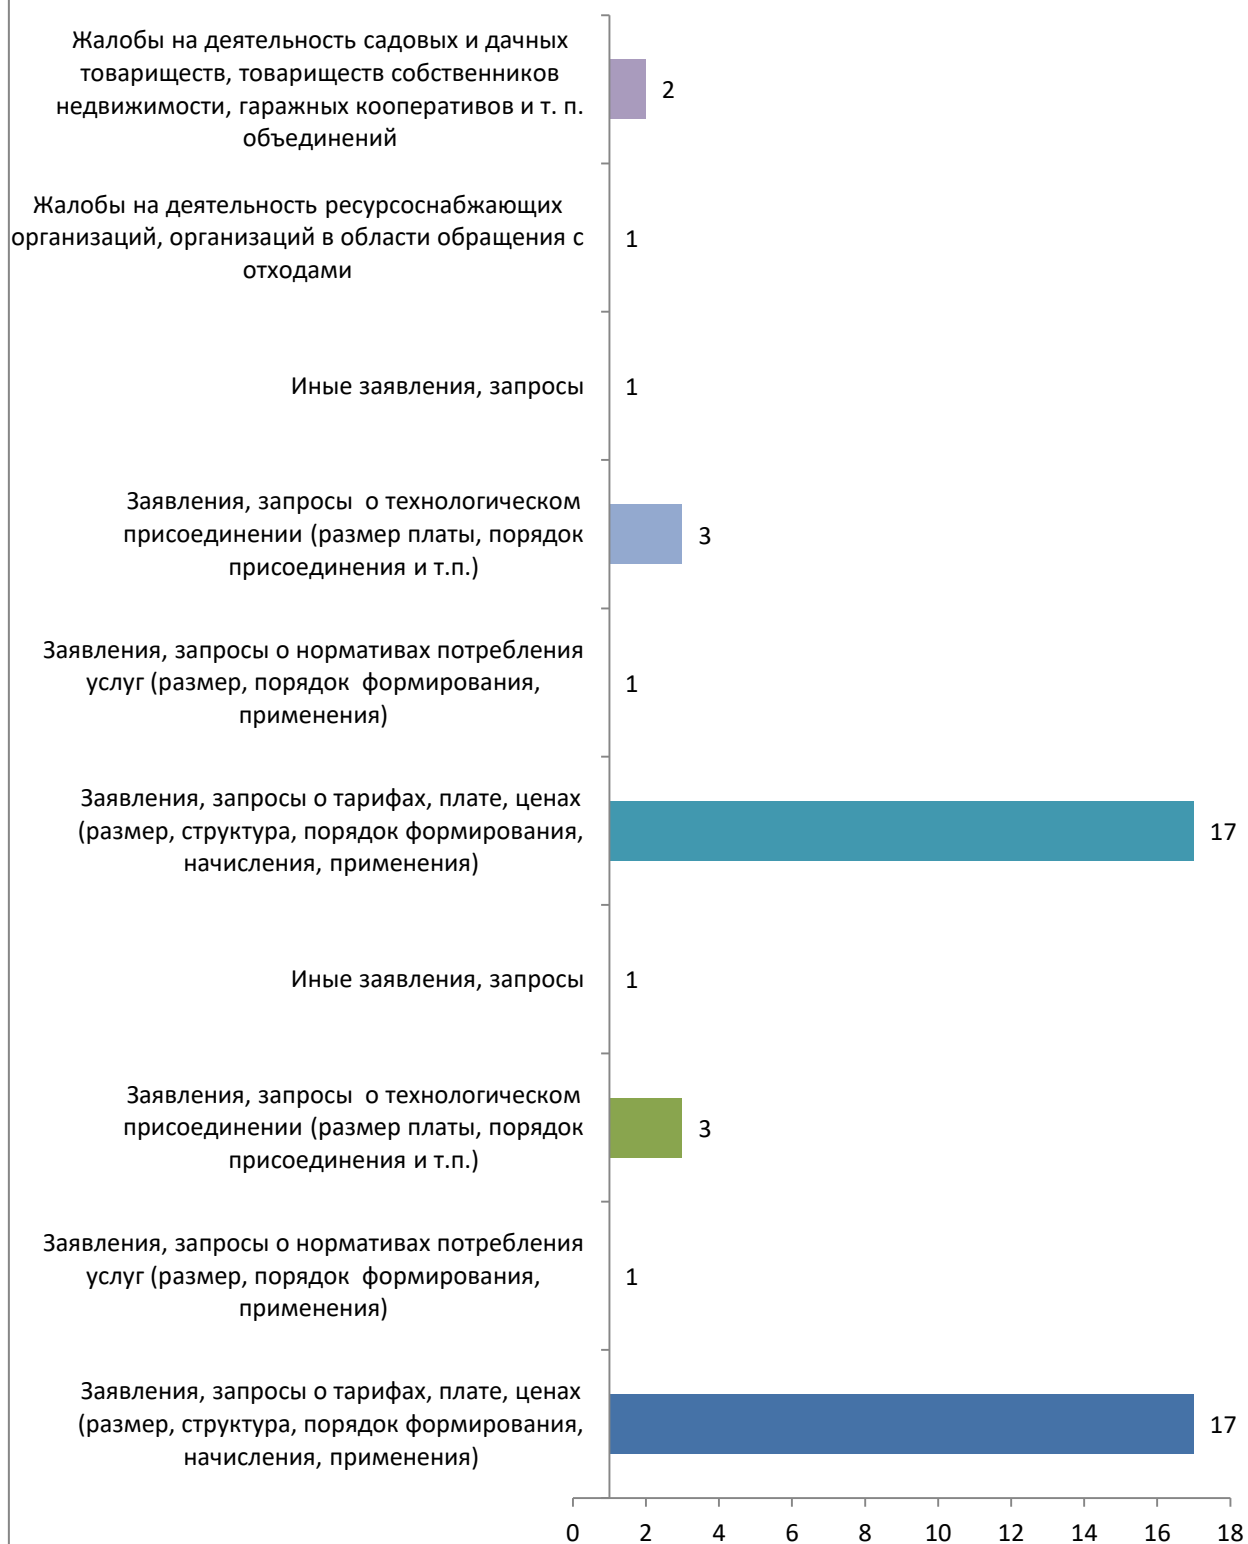 Жалобы на деятельность садовых и дачных
товариществ, товариществ собственников
недвижимости, гаражных кооперативов и т. п.
объединений
2
Жалобы на деятельность ресурсоснабжающих
организаций, организаций в области обращения с
отходами
1
Иные заявления, запросы
1
Заявления, запросы  о технологическом
присоединении (размер платы, порядок
присоединения и т.п.)
3
Заявления, запросы о нормативах потребления
услуг (размер, порядок  формирования,
применения)
1
Заявления, запросы о тарифах, плате, ценах
(размер, структура, порядок формирования,
начисления, применения)
17
Иные заявления, запросы
1
Заявления, запросы  о технологическом
присоединении (размер платы, порядок
присоединения и т.п.)
3
Заявления, запросы о нормативах потребления
услуг (размер, порядок  формирования,
применения)
1
Заявления, запросы о тарифах, плате, ценах
(размер, структура, порядок формирования,
начисления, применения)
17
0 2 4 6 8 10 12 14 16 18